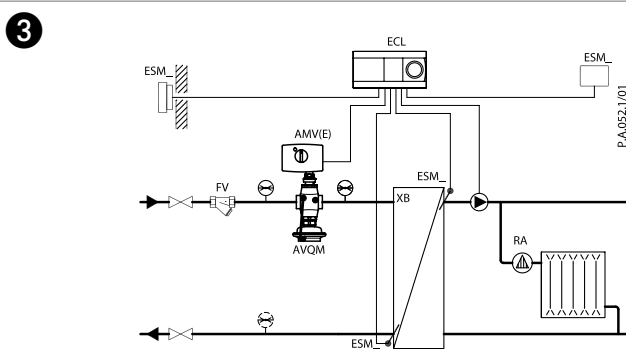 3
ECL
ESM_
ESM_
P.A.052.1/01
AMV(E)
FV
ESM_
XB
AVQM
RA
ESM_